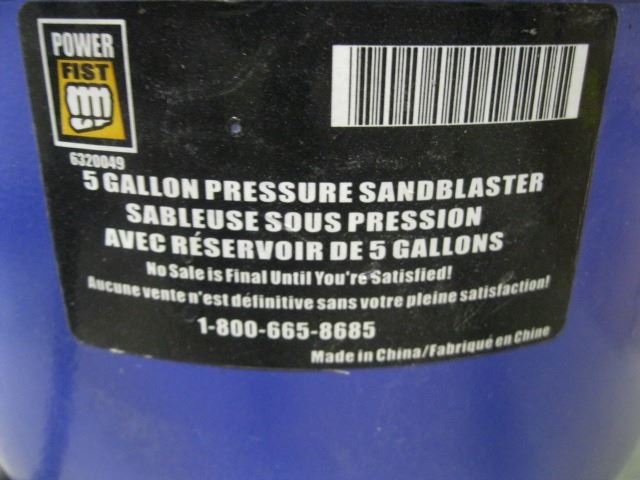 POWER
FIST
6320049
5 GALLON PRESSURE SANDBLASTER
SABLEUSE SOUS PRESSION
AVEC RÉSERVOIR DE 5 GALLONS
No Sale is Final Until You're Satisfied!
Aucune vente n'est définitive sans votre pleine satisfaction!
1-800-665-8685
Made in China/Fabriqué en Chine